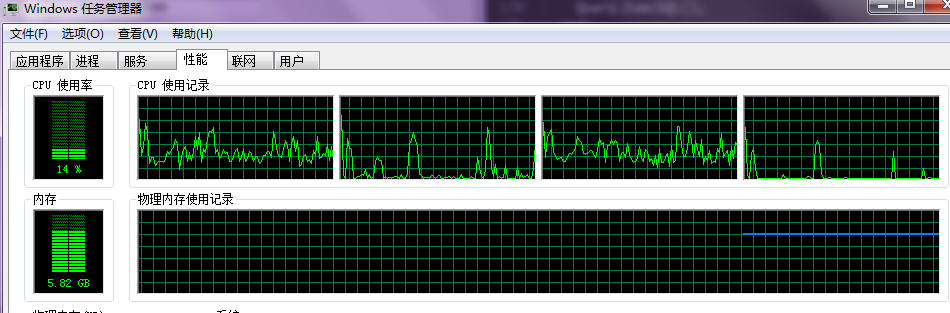 Windows 任务管理器
文件(F) 选项(O) 查看(V) 帮助(H)
应用程序 进程 服务 性能 联网 用户
CPU 使用率 CPU 使用记录
14 %
内存 物理内存使用记录
5.82 GB